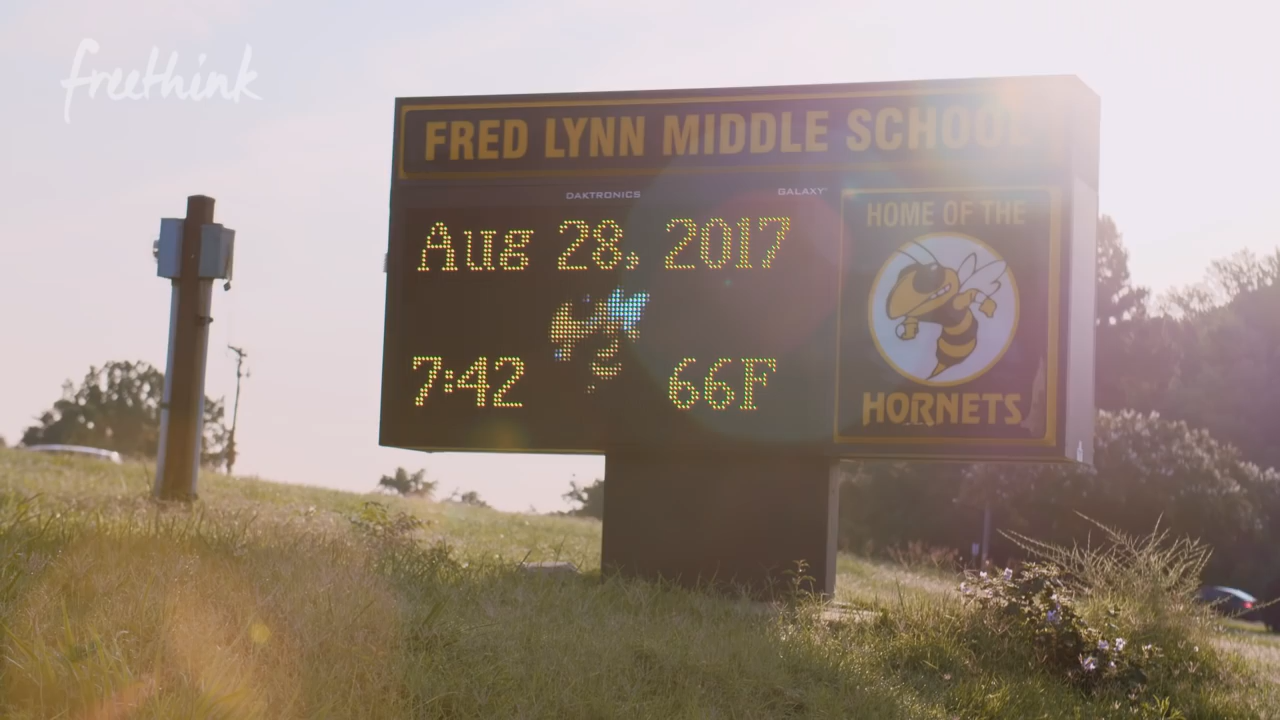 freethink
FRED LYNN MIDDLE SCHOOL
DAKTRONICS GALAXY
Aug 28, 2017
7:42 66F
HOME OF THE
HORNETS